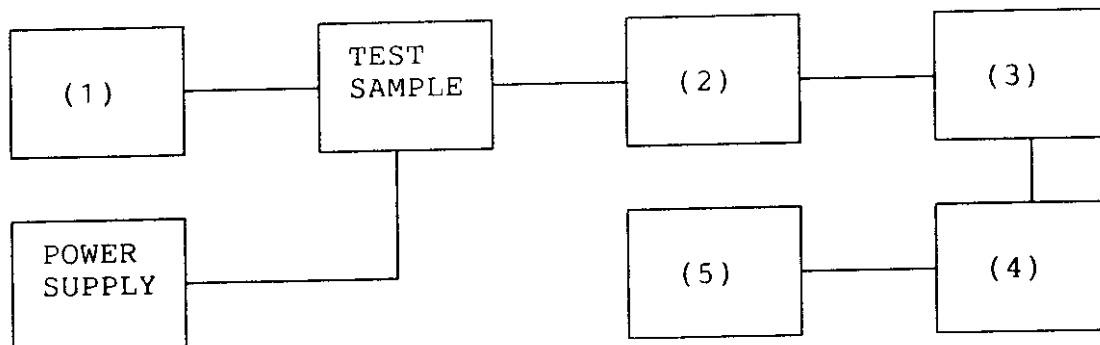 (1)
TEST
SAMPLE
(2)
(3)
POWER
SUPPLY
(5)
(4)